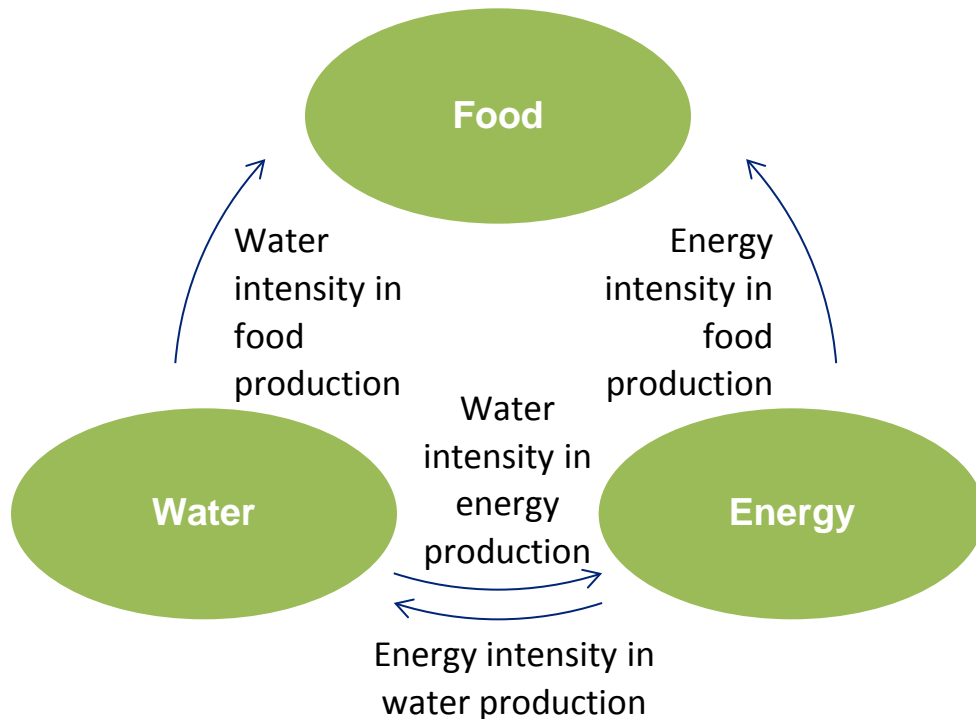 Food
Water
intensity in
food
production
Energy
intensity in
food
production
Water
Water
intensity in
energy
production
Energy
Energy intensity in
water production